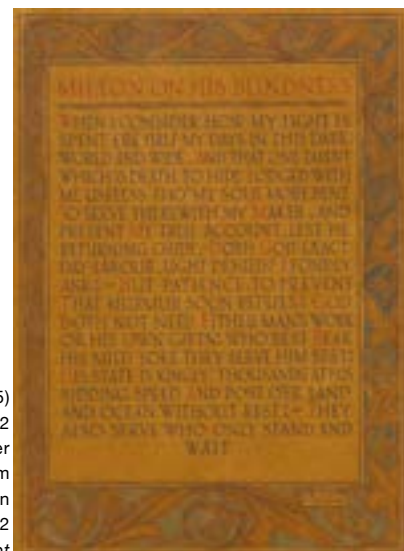 MILTON ON HIS BLINDNESS
WHEN I CONSIDER HOW MY LIGHT IS
SPENT ERE HALF MY DAYS IN THIS DARK
WORLD AND WIDE, AND THAT ONE TALENT
WHICH IS DEATH TO HIDE LODGED WITH
ME USELESS THO' MY SOUL MORE BENT
TO SERVE THEREWITH MY MAKER, AND
PRESENT MY TRUE ACCOUNT, LEST HE
RETURNING CHIDE, DOTH GOD EXACT
DAY LABOUR, LIGHT DENIED? I FONDLY
ASK:— BUT PATIENCE TO PREVENT
THAT MURMUR SOON REPLIES: GOD
DOTH NOT NEED EITHER MAN'S WORK
OR HIS OWN GIFTS: WHO BEST BEAR
HIS MILD YOKE THEY SERVE HIM BEST:
HIS STATE IS KINGLY: THOUSANDS AT HIS
BIDDING SPEED AND POST OVER LAND
AND OCEAN WITHOUT REST:— THEY
ALSO SERVE WHO ONLY STAND AND
WAIT
5)
2
er
m
n
2